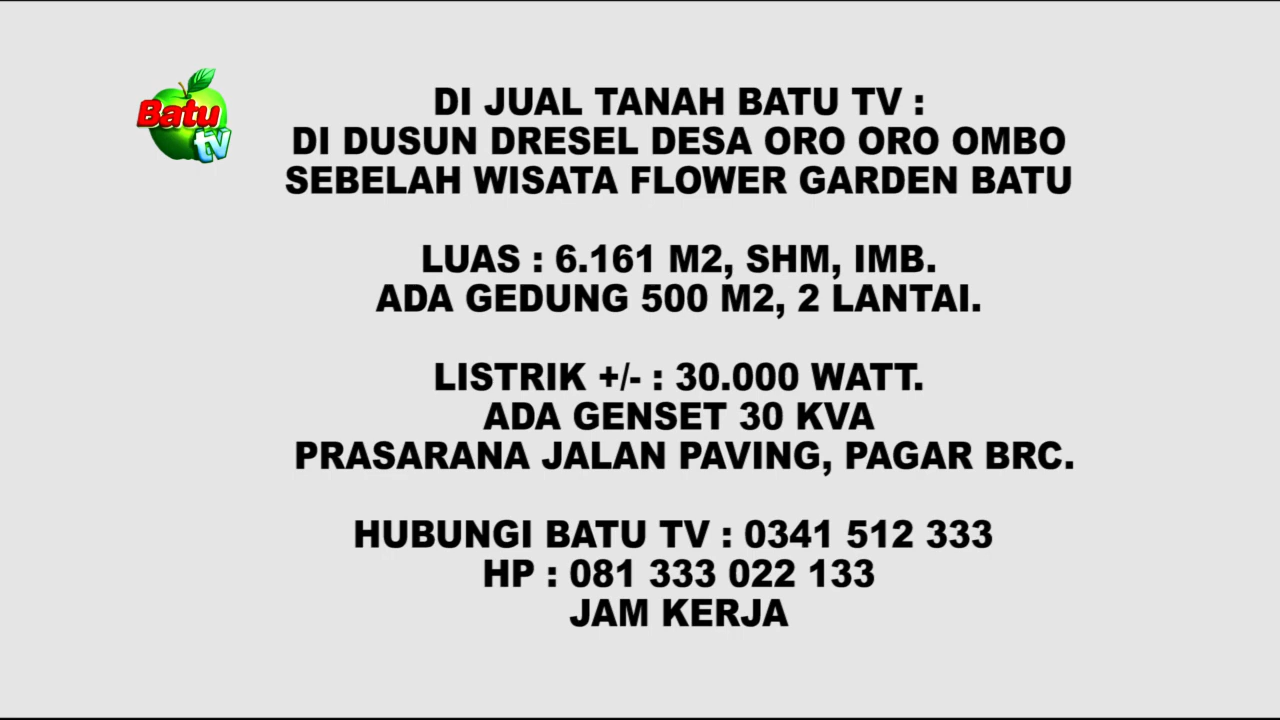 Batu
tv
DI JUAL TANAH BATU TV :
DI DUSUN DRESEL DESA ORO ORO OMBO
SEBELAH WISATA FLOWER GARDEN BATU
LUAS : 6.161 M2, SHM, IMB.
ADA GEDUNG 500 M2, 2 LANTAI.
LISTRIK +/- : 30.000 WATT.
ADA GENSET 30 KVA
PRASARANA JALAN PAVING, PAGAR BRC.
HUBUNGI BATU TV : 0341 512 333
HP : 081 333 022 133
JAM KERJA